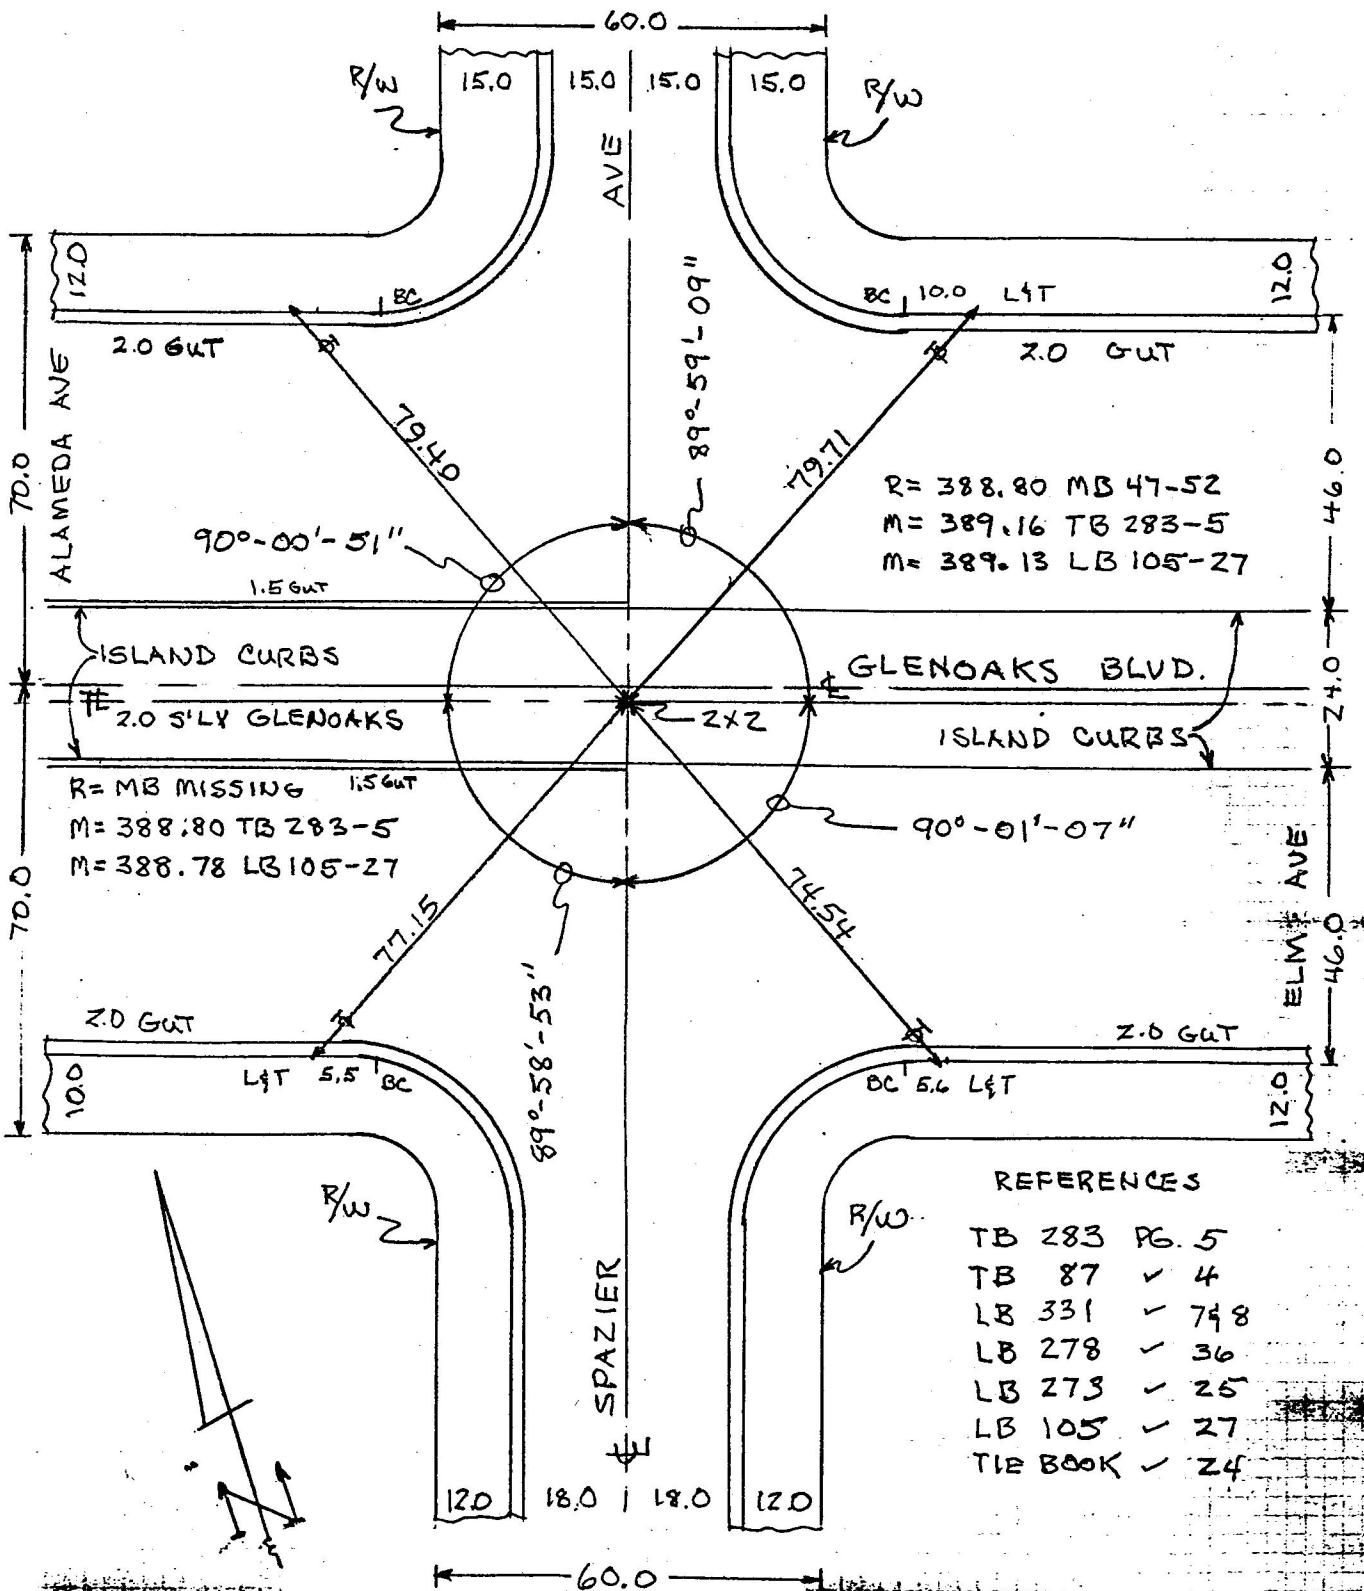 60.0
R/W
15.0
15.0
15.0
15.0
R/W
AVE
12.0
BC
BC
10.0
L&T
12.0
2.0 GUT
2.0 GUT
ALAMEDA AVE
70.0
79.40
89°-59'-09"
79.71
46.0
R= 388.80 MB 47-52
M= 389.16 TB 283-5
M= 389.13 LB 105-27
90°-00'-51"
1.5 GUT
ISLAND CURBS
℄ GLENOAKS BLVD.
24.0
2.0 S'LY GLENOAKS
2X2
ISLAND CURBS
R= MB MISSING
1.5 GUT
M= 388.80 TB 283-5
M= 388.78 LB 105-27
90°-01'-07"
70.0
77.15
74.54
ELM AVE
46.0
89°-58'-53"
2.0 GUT
2.0 GUT
10.0
L&T
5.5
BC
BC
5.6
L&T
12.0
R/W
R/W
REFERENCES
TB 283 PG. 5
TB 87 ✓ 4
LB 331 ✓ 7&8
LB 278 ✓ 36
LB 273 ✓ 25
LB 105 ✓ 27
TIE BOOK ✓ 24
℄ SPAZIER
N
12.0
18.0
18.0
12.0
60.0